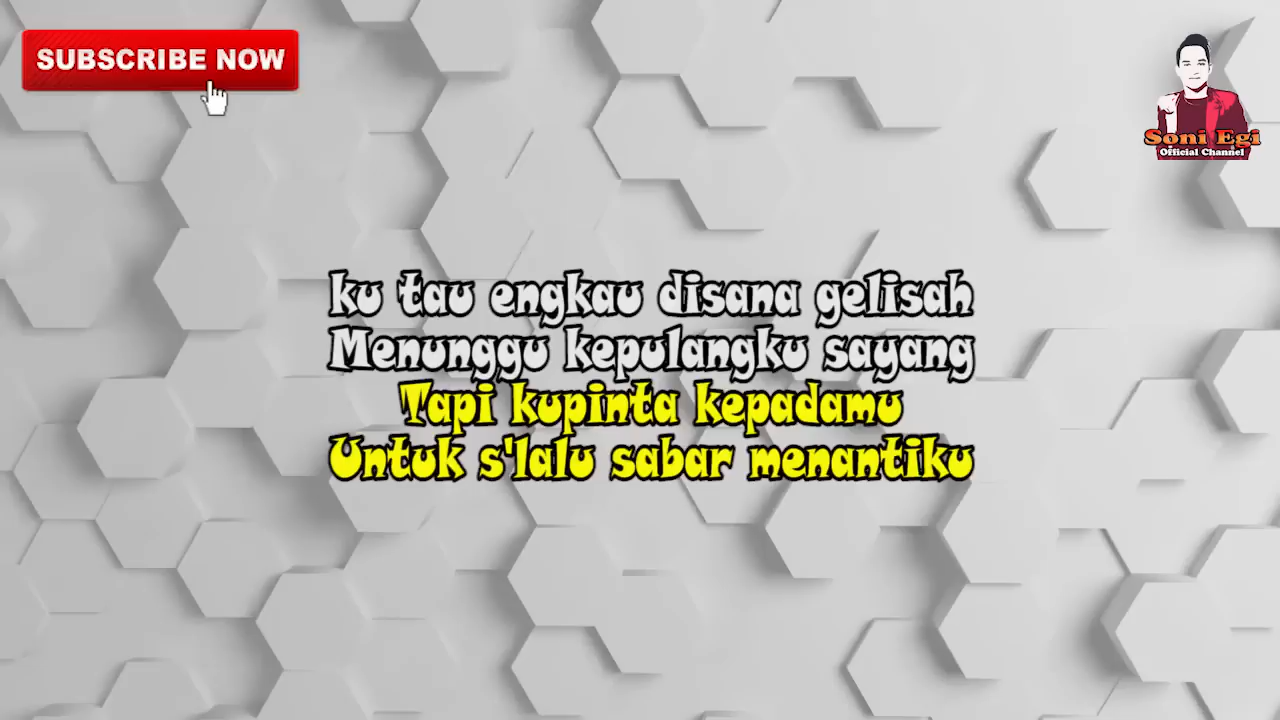 SUBSCRIBE NOW
Soni Egi
Official Channel
ku tau engkau disana gelisah
Menunggu kepulangku sayang
Tapi kupinta kepadamu
Untuk s'lalu sabar menantiku